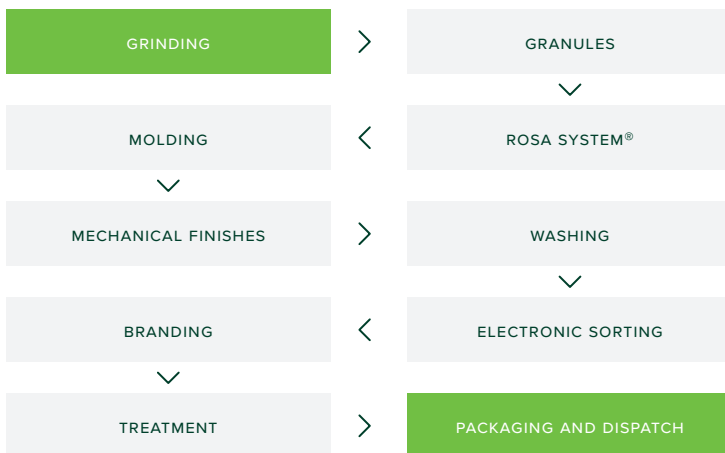 GRINDING
GRANULES
ROSA SYSTEM®
MOLDING
MECHANICAL FINISHES
WASHING
ELECTRONIC SORTING
BRANDING
TREATMENT
PACKAGING AND DISPATCH